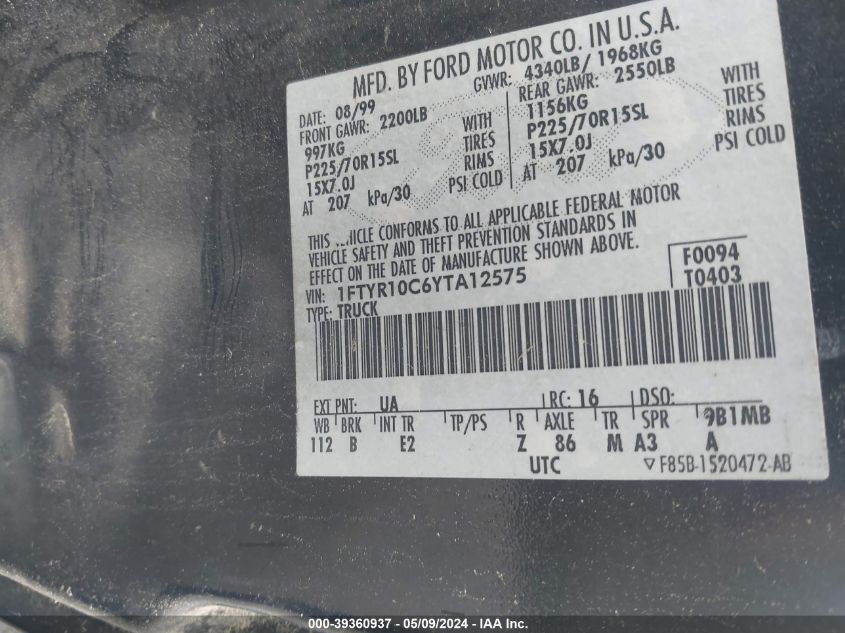 MFD. BY FORD MOTOR CO. IN U.S.A.
DATE: 08/99 GVWR: 4340LB/ 1968KG
FRONT GAWR: 2200LB REAR GAWR: 2550LB
997KG WITH 1156KG WITH
P225/70R15SL TIRES P225/70R15SL TIRES
15X7.0J RIMS 15X7.0J RIMS
AT 207 kPa/30 PSI COLD AT 207 kPa/30 PSI COLD
THIS CONFORMS TO ALL APPLICABLE FEDERAL MOTOR
VEHICLE SAFETY AND THEFT PREVENTION STANDARDS IN
EFFECT ON THE DATE OF MANUFACTURE SHOWN ABOVE.
VIN: 1FTYR10C6YTA12575 F0094
TYPE: TRUCK T0403
EXT PNT: UA RC: 16 DSO:
WB BRK INT TR TP/PS R AXLE TR SPR 9B1MB
112 B E2 Z 86 M A3 A
UTC ▽ F85B-1520472-AB
000-39360937 - 05/09/2024 - IAA Inc.